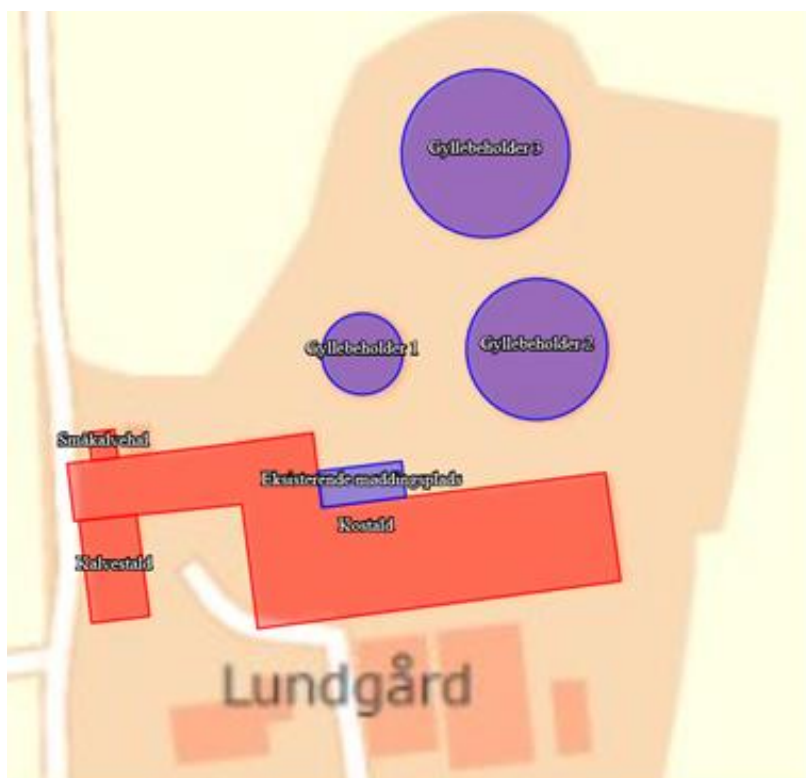 Gyllebeholder 3
Gyllebeholder 1
Gyllebeholder 2
Småkalvehal
Eksisterende møddingsplads
Kostald
Kalvestald
Lundgård